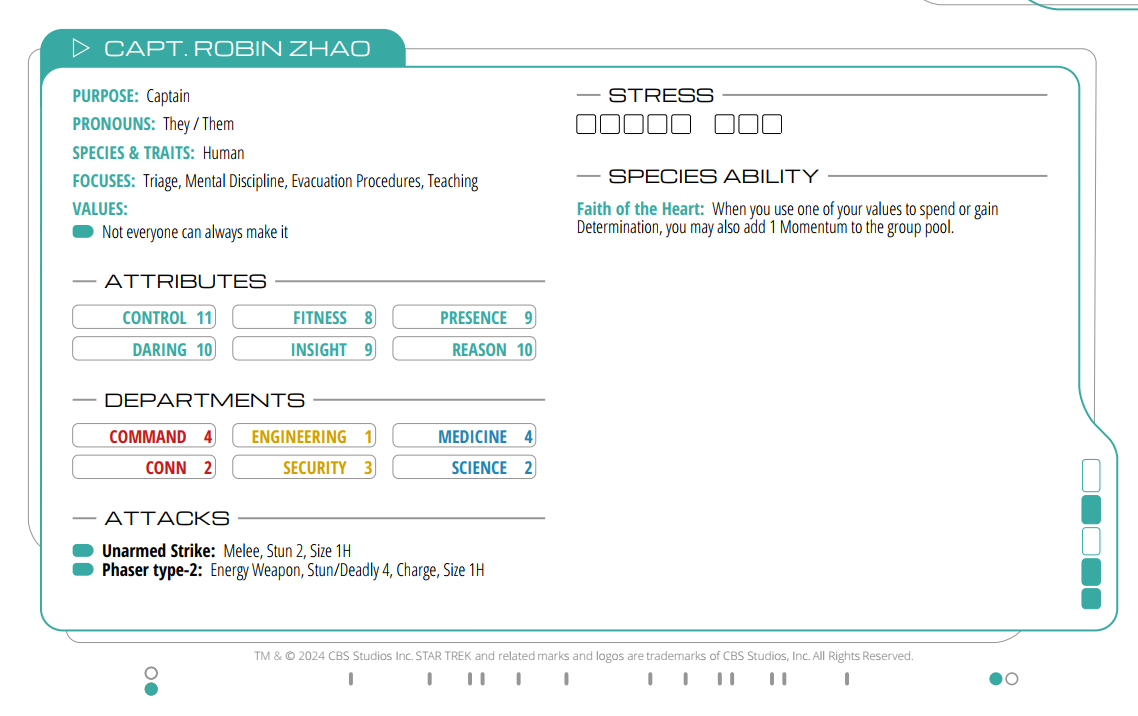 CAPT. ROBIN ZHAO
PURPOSE: Captain
PRONOUNS: They / Them
SPECIES & TRAITS: Human
FOCUSES: Triage, Mental Discipline, Evacuation Procedures, Teaching
VALUES:
Not everyone can always make it
ATTRIBUTES
CONTROL 11 FITNESS 8 PRESENCE 9
DARING 10 INSIGHT 9 REASON 10
DEPARTMENTS
COMMAND 4 ENGINEERING 1 MEDICINE 4
CONN 2 SECURITY 3 SCIENCE 2
ATTACKS
Unarmed Strike: Melee, Stun 2, Size 1H
Phaser type-2: Energy Weapon, Stun/Deadly 4, Charge, Size 1H
STRESS
SPECIES ABILITY
Faith of the Heart: When you use one of your values to spend or gain
Determination, you may also add 1 Momentum to the group pool.
TM & © 2024 CBS Studios Inc. STAR TREK and related marks and logos are trademarks of CBS Studios, Inc. All Rights Reserved.